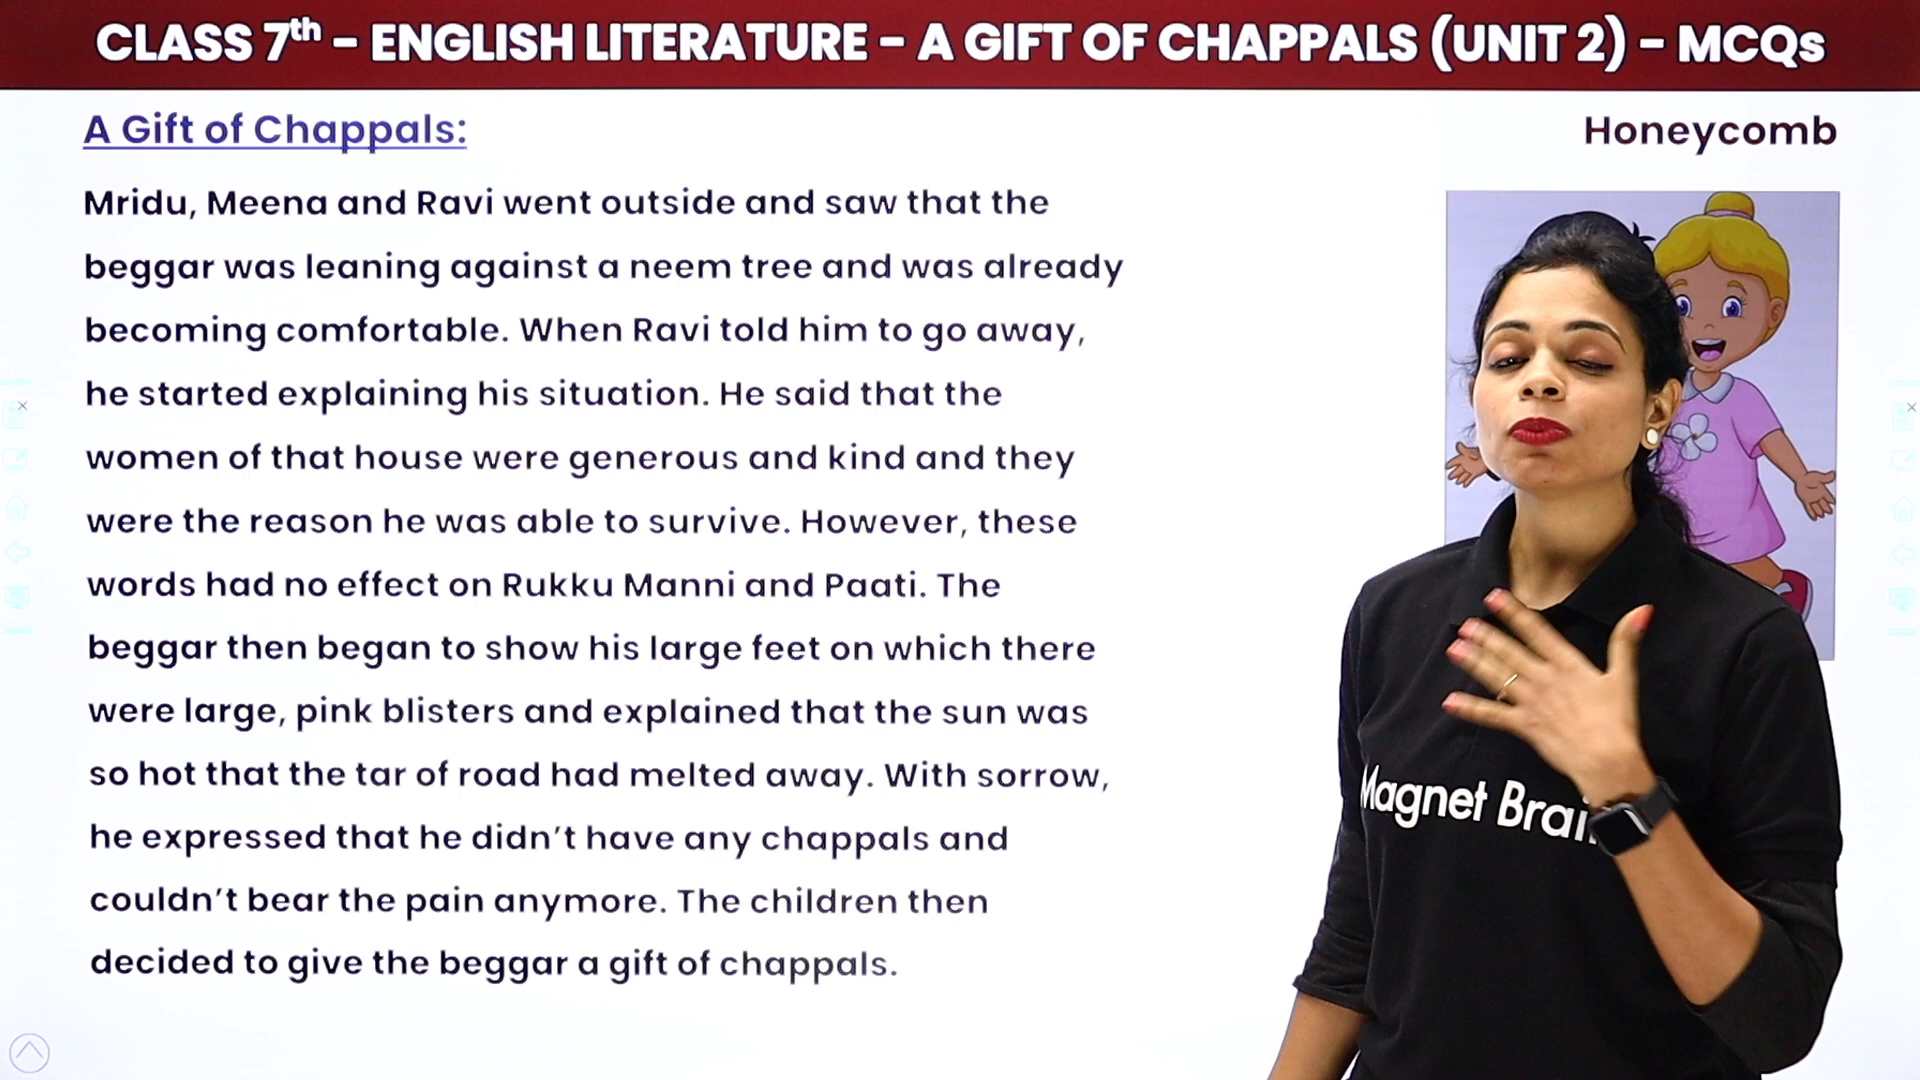 CLASS 7th – ENGLISH LITERATURE – A GIFT OF CHAPPALS (UNIT 2) – MCQs
A Gift of Chappals:
Honeycomb
Mridu, Meena and Ravi went outside and saw that the
beggar was leaning against a neem tree and was already
becoming comfortable. When Ravi told him to go away,
he started explaining his situation. He said that the
women of that house were generous and kind and they
were the reason he was able to survive. However, these
words had no effect on Rukku Manni and Paati. The
beggar then began to show his large feet on which there
were large, pink blisters and explained that the sun was
so hot that the tar of road had melted away. With sorrow,
he expressed that he didn’t have any chappals and
couldn’t bear the pain anymore. The children then
decided to give the beggar a gift of chappals.
Magnet Brai